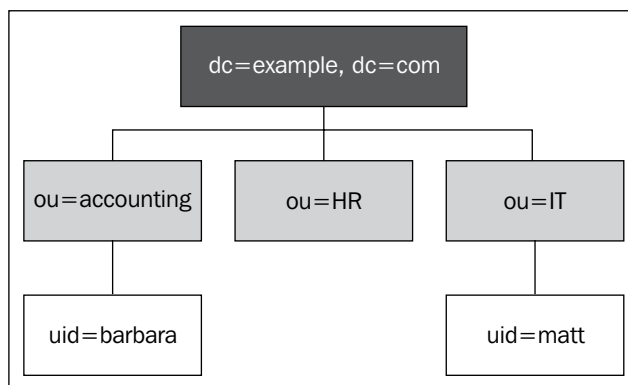 dc=example, dc=com
ou=accounting
ou=HR
ou=IT
uid=barbara
uid=matt